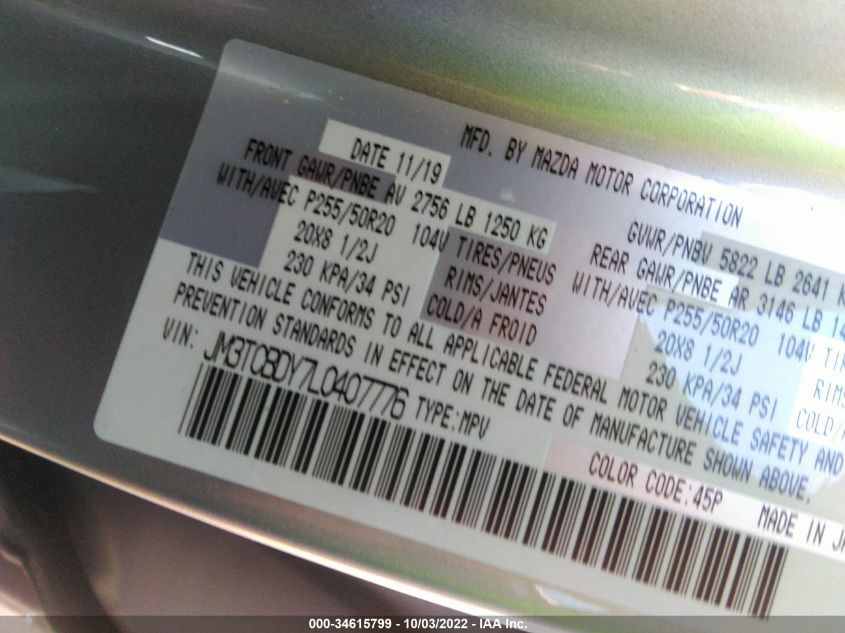 MFD. BY MAZDA MOTOR CORPORATION
DATE 11/19
GVWR/PNBV 5822 LB 2641
FRONT GAWR/PNBE AV 2756 LB 1250 KG
REAR GAWR/PNBE AR 3146 LB
WITH/AVEC P255/50R20 104V TIRES/PNEUS
WITH/AVEC P255/50R20 104V
20X8 1/2J RIMS/JANTES
20X8 1/2J RIMS
230 KPA/34 PSI COLD/A FROID
230 KPA/34 PSI COLD/
THIS VEHICLE CONFORMS TO ALL APPLICABLE FEDERAL MOTOR VEHICLE SAFETY AND
PREVENTION STANDARDS IN EFFECT ON THE DATE OF MANUFACTURE SHOWN ABOVE.
VIN: JM3TCBDY7L0407776 TYPE:MPV
COLOR CODE:45P MADE IN
000-34615799 - 10/03/2022 - IAA Inc.